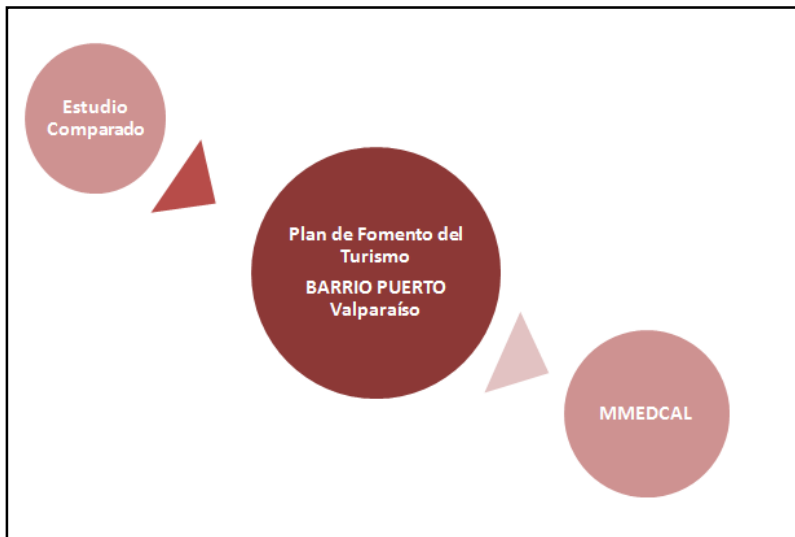 Estudio
Comparado
Plan de Fomento del
Turismo
BARRIO PUERTO
Valparaíso
MMEDCAL